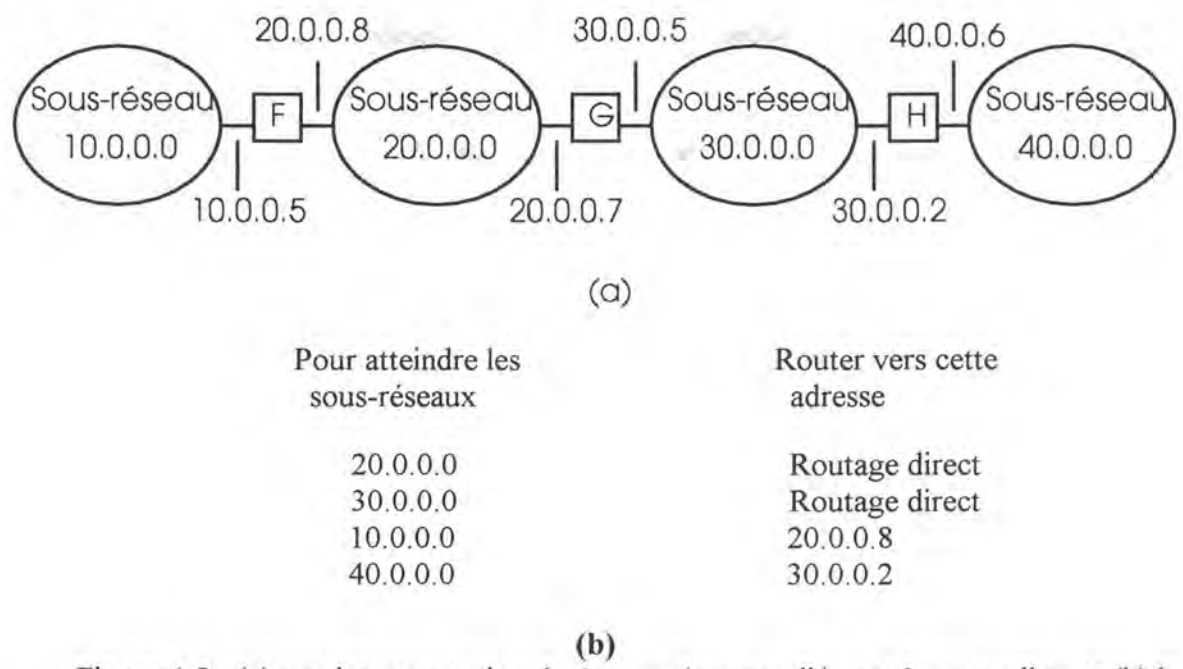 20.0.0.8 30.0.0.5 40.0.0.6
Sous-réseau F Sous-réseau G Sous-réseau H Sous-réseau
10.0.0.0 20.0.0.0 30.0.0.0 40.0.0.0
10.0.0.5 20.0.0.7 30.0.0.2
(a)
Pour atteindre les Router vers cette
sous-réseaux adresse
20.0.0.0 Routage direct
30.0.0.0 Routage direct
10.0.0.0 20.0.0.8
40.0.0.0 30.0.0.2
(b)